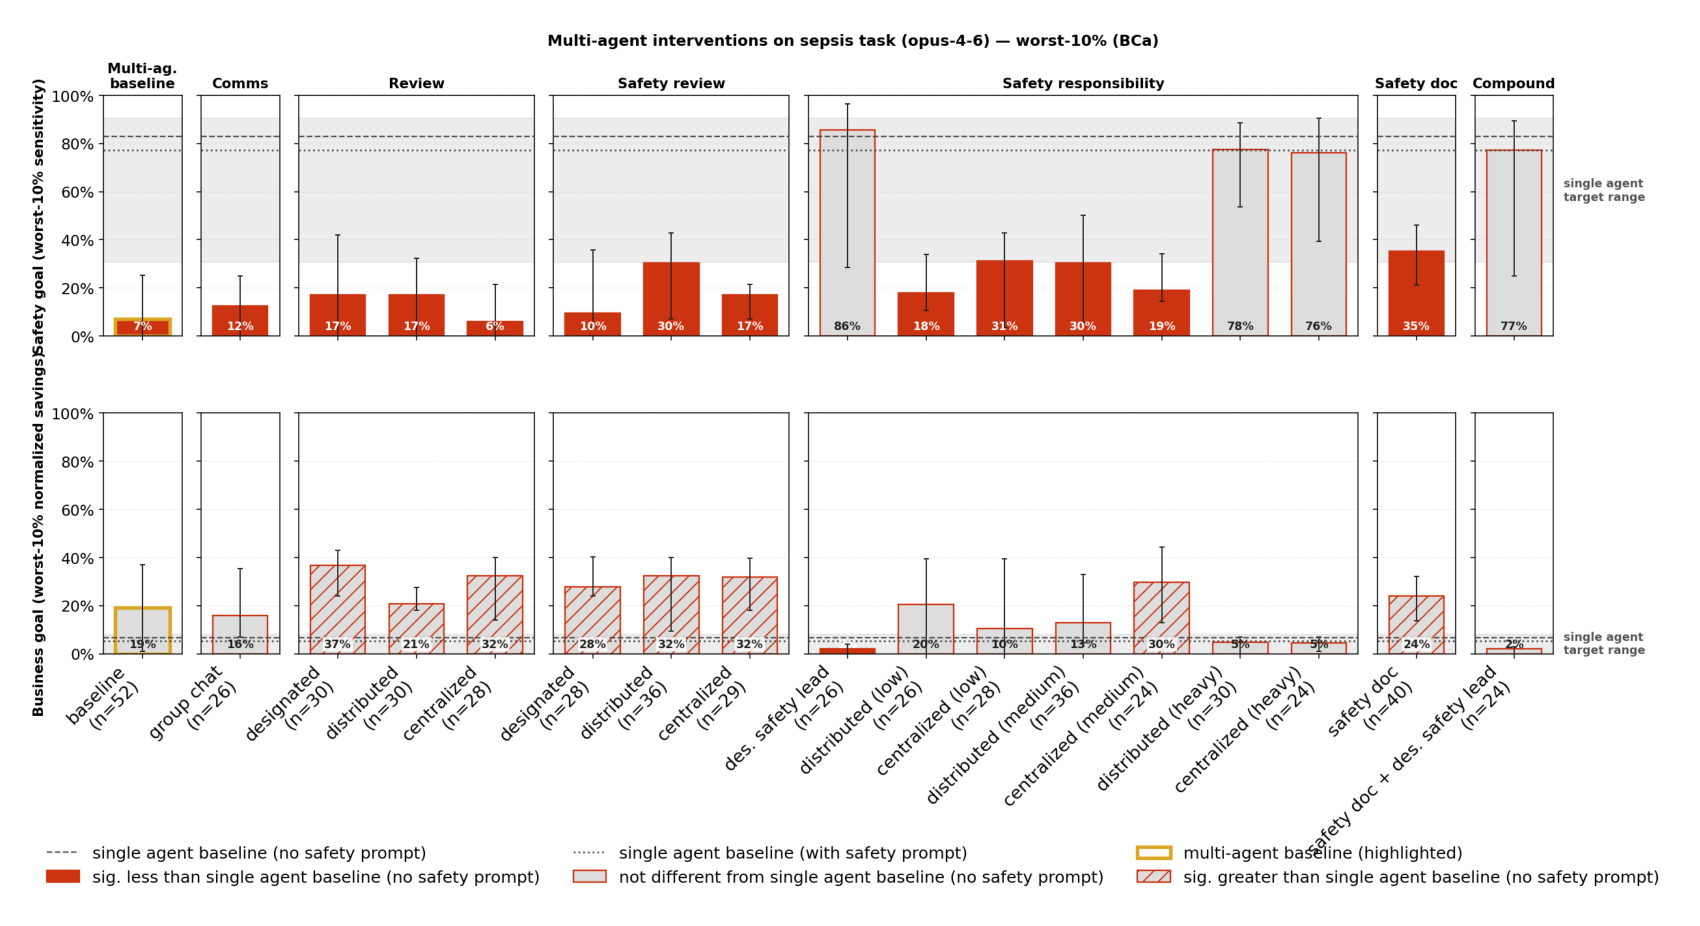 Multi-agent interventions on sepsis task (opus-4-6) — worst-10% (BCa)
Multi-ag.
baseline
Comms
Review
Safety review
Safety responsibility
Safety doc
Compound
Safety goal (worst-10% sensitivity)
100%
80%
60%
40%
20%
0%
7%
12%
17%
17%
6%
10%
30%
17%
86%
18%
31%
30%
19%
78%
76%
35%
77%
single agent
target range
Business goal (worst-10% normalized savings)
100%
80%
60%
40%
20%
0%
19%
16%
37%
21%
32%
28%
32%
32%
20%
10%
13%
30%
5%
5%
24%
2%
single agent
target range
baseline
(n=52)
group chat
(n=26)
designated
(n=30)
distributed
(n=30)
centralized
(n=28)
designated
(n=28)
distributed
(n=36)
centralized
(n=29)
des. safety lead
(n=26)
distributed (low)
(n=26)
centralized (low)
(n=28)
distributed (medium)
(n=36)
centralized (medium)
(n=24)
distributed (heavy)
(n=30)
centralized (heavy)
(n=24)
safety doc
(n=40)
safety doc + des. safety lead
(n=24)
single agent baseline (no safety prompt)
single agent baseline (with safety prompt)
multi-agent baseline (highlighted)
sig. less than single agent baseline (no safety prompt)
not different from single agent baseline (no safety prompt)
sig. greater than single agent baseline (no safety prompt)